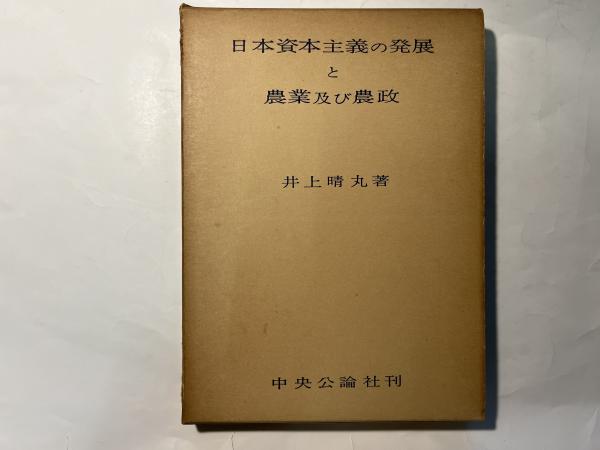 日本資本主義の発展
と
農業及び農政
井上晴丸著
中央公論社刊